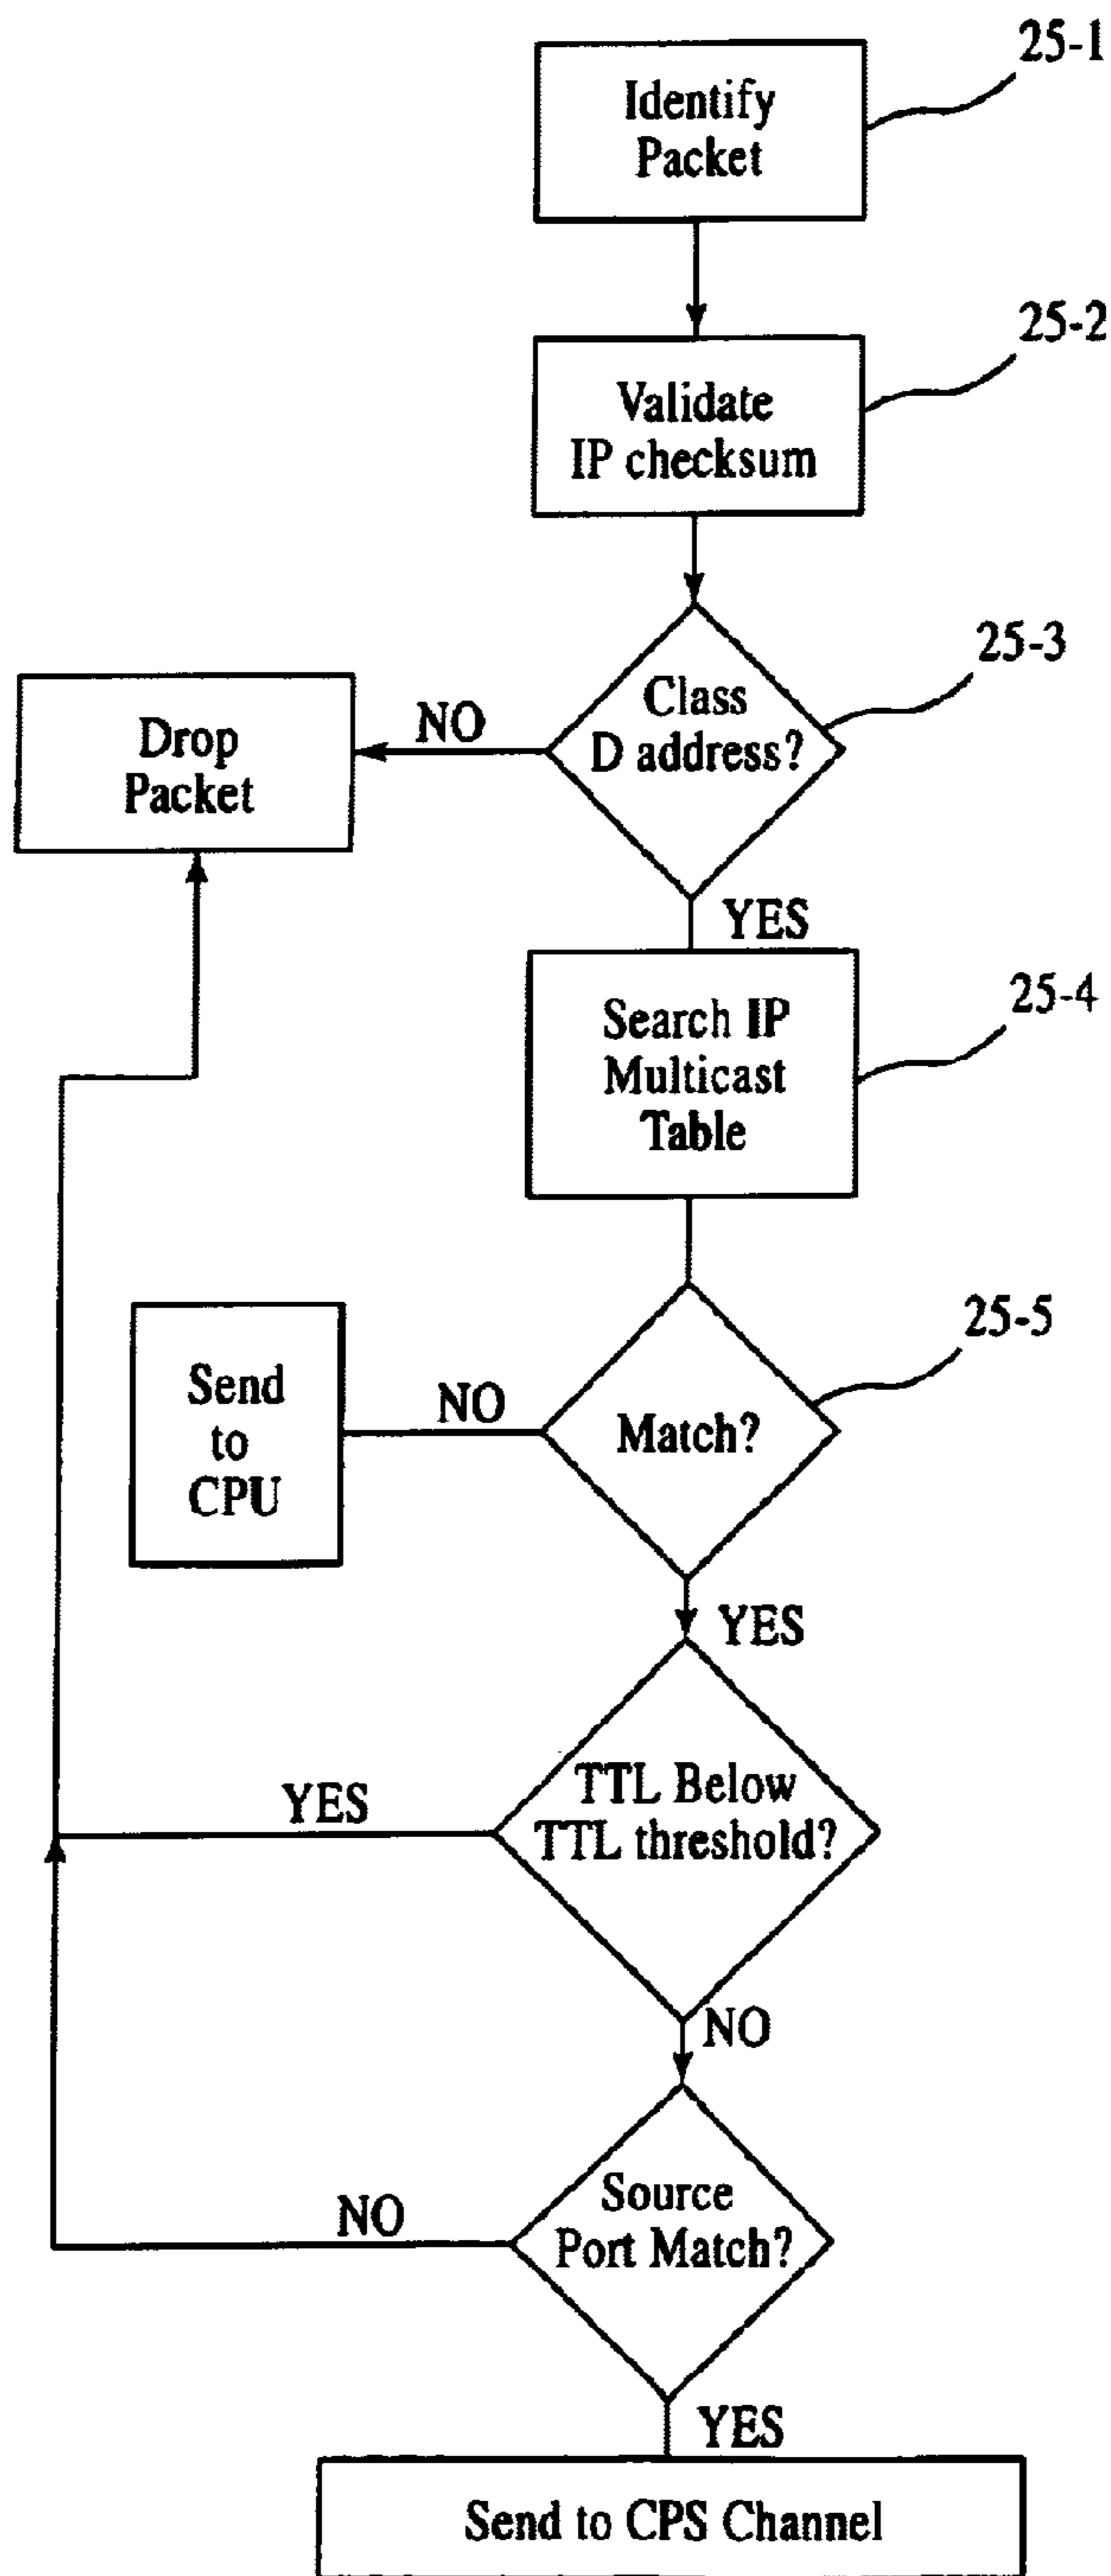 25-1
Identify
Packet
25-2
Validate
IP checksum
25-3
Class
D address?
NO
Drop
Packet
YES
25-4
Search IP
Multicast
Table
25-5
Match?
NO
Send
to
CPU
YES
TTL Below
TTL threshold?
YES
NO
Source
Port Match?
NO
YES
Send to CPS Channel